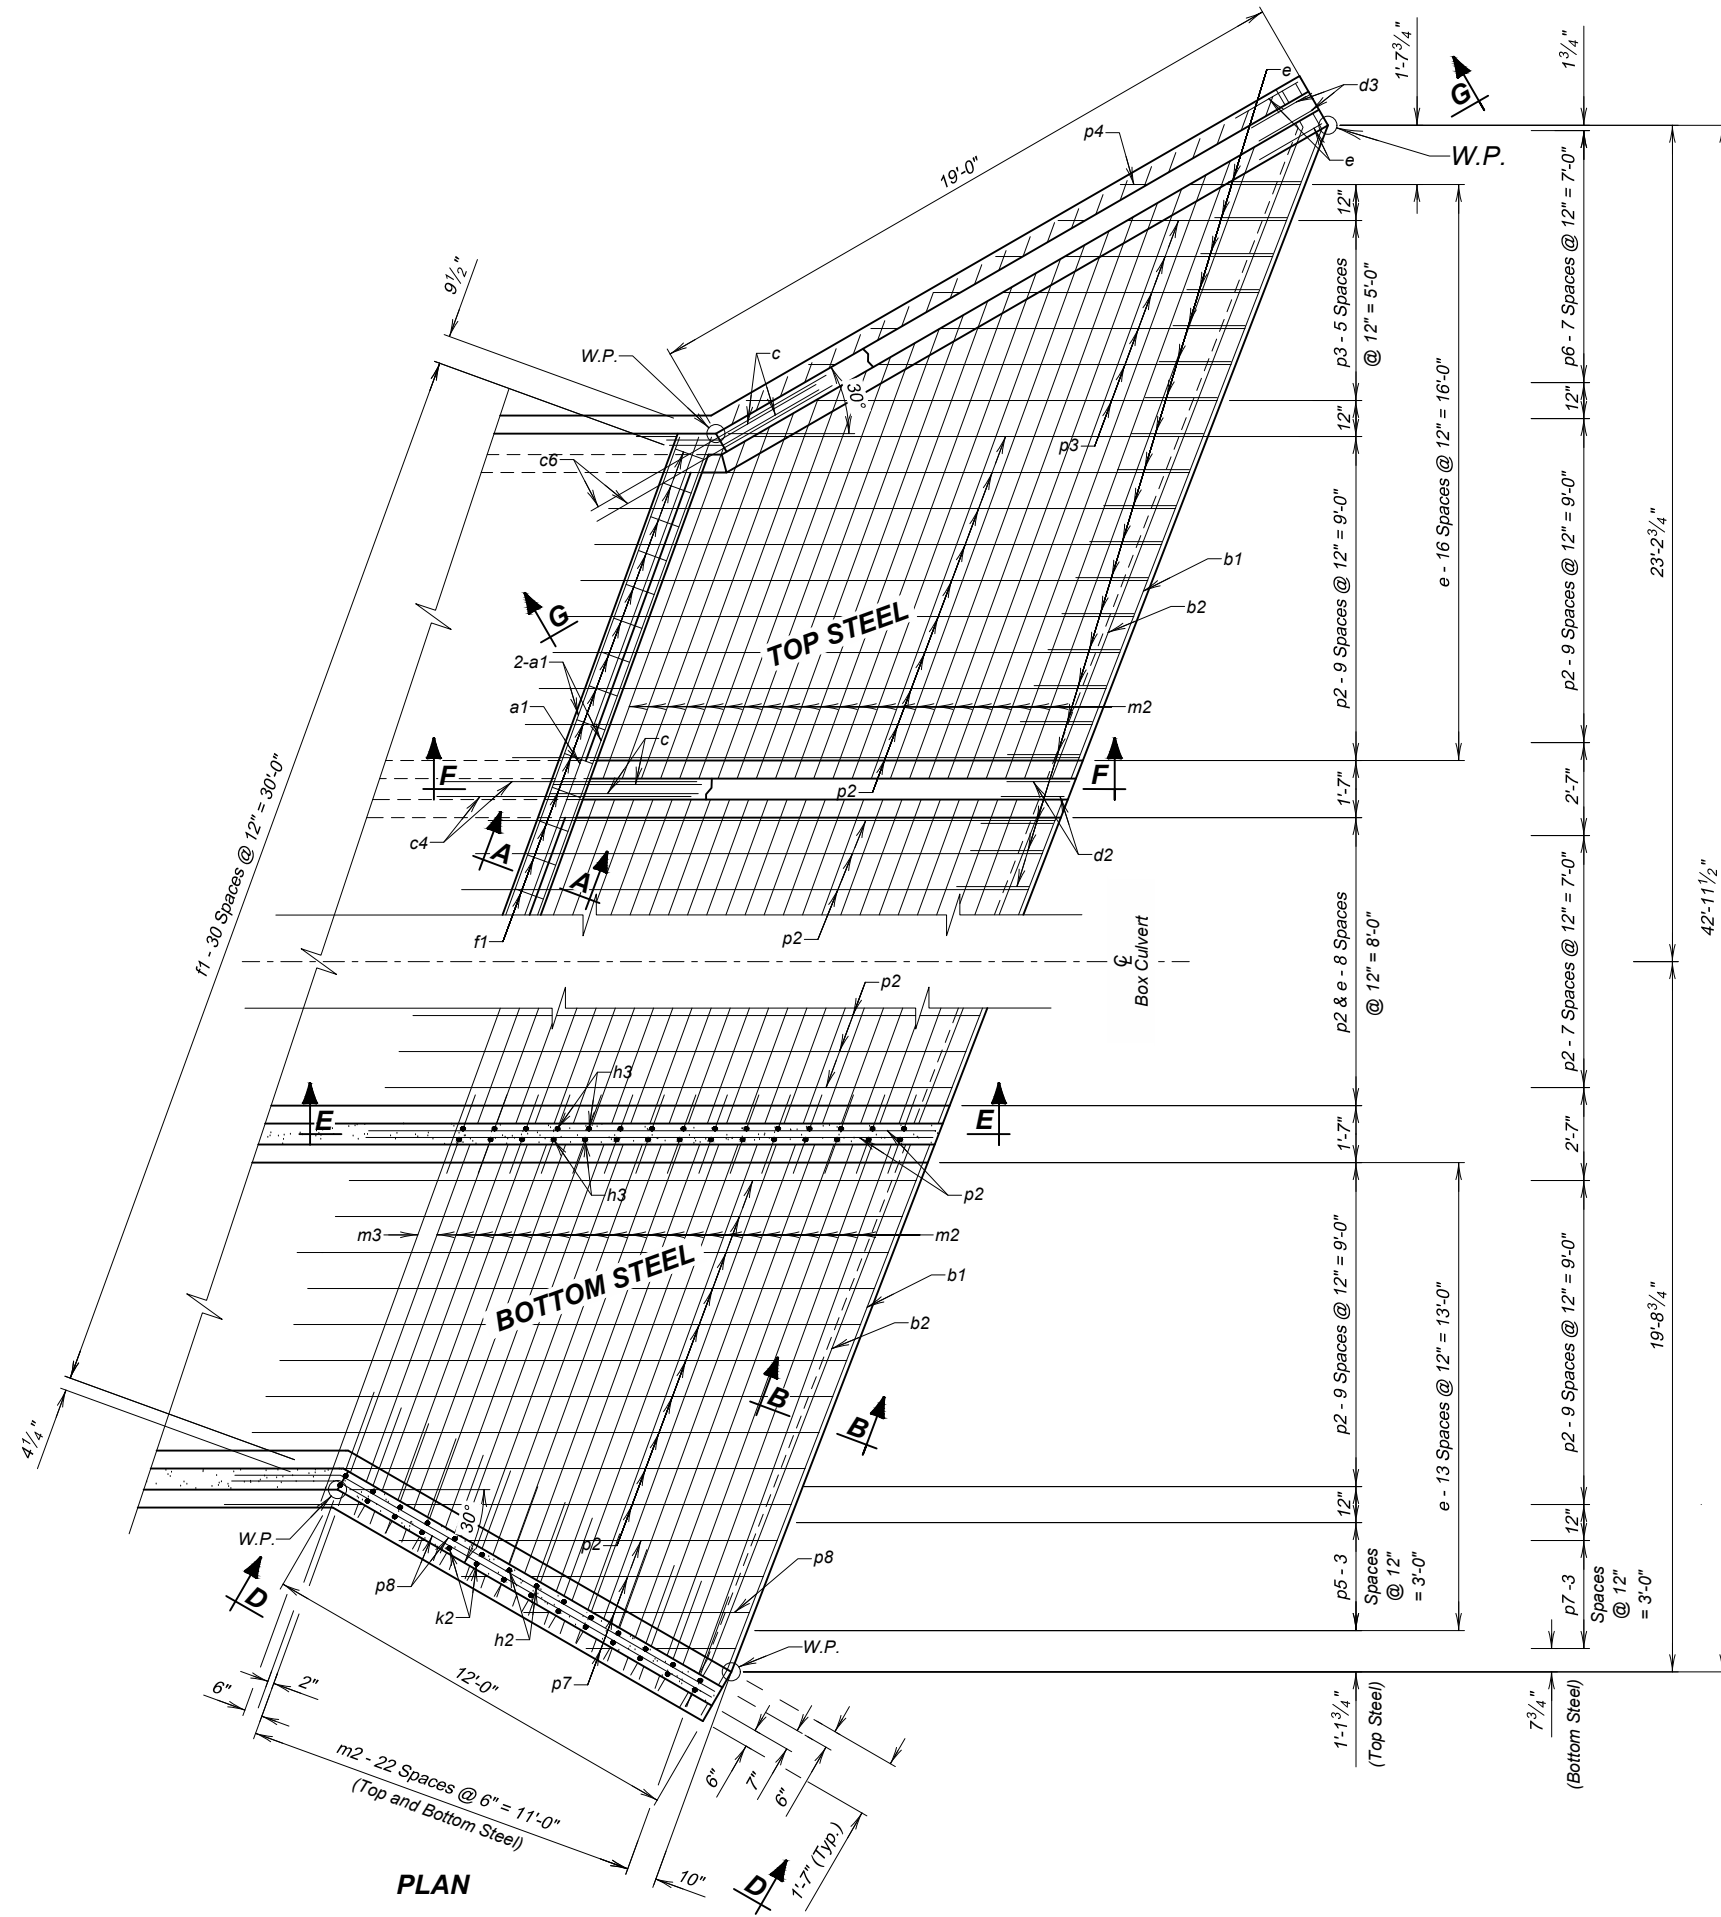 1'-7 3/4"
1 3/4"
G
e
d3
p4
e
W.P.
19'-0"
12"
p3 - 5 Spaces
@ 12" = 5'-0"
p6 - 7 Spaces @ 12" = 7'-0"
9 1/2"
W.P.
c
30°
12"
12"
p3
c6
e - 16 Spaces @ 12" = 16'-0"
p2 - 9 Spaces @ 12" = 9'-0"
p2 - 9 Spaces @ 12" = 9'-0"
23'-2 3/4"
b1
b2
G
TOP STEEL
2-a1
a1
m2
c
F
F
p2
1'-7"
2'-7"
f1 - 30 Spaces @ 12" = 30'-0"
c4
A
A
d2
f1
p2
p2 & e - 8 Spaces
@ 12" = 8'-0"
p2 - 7 Spaces @ 12" = 7'-0"
42'-11 1/2"
℄
Box Culvert
p2
h3
E
E
1'-7"
2'-7"
h3
p2
m3
m2
BOTTOM STEEL
b1
b2
p2 - 9 Spaces @ 12" = 9'-0"
e - 13 Spaces @ 12" = 13'-0"
p2 - 9 Spaces @ 12" = 9'-0"
19'-8 3/4"
B
B
4 1/4"
30°
W.P.
p2
12"
12"
D
p8
k2
h2
p8
p5 - 3
Spaces
@ 12"
= 3'-0"
p7 -3
Spaces
@ 12"
= 3'-0"
W.P.
6"
2"
12'-0"
p7
1'-1 3/4"
(Top Steel)
7 3/4"
(Bottom Steel)
m2 - 22 Spaces @ 6" = 11'-0"
(Top and Bottom Steel)
6"
7"
6"
1'-7" (Typ.)
10"
D
PLAN